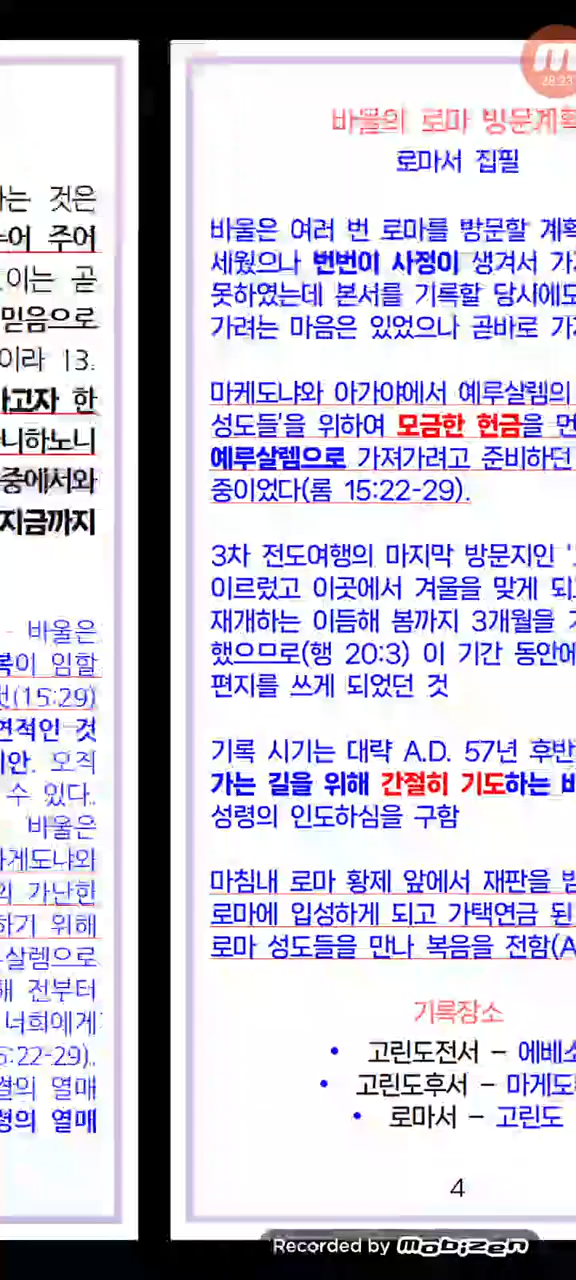 28:23
는 것은
어 주어
이는 곧
믿음으로
이라 13.
고자 한
니하노니
중에서와
지금까지
- 바울은
복이 임할
것(15:29)
연적인 것
오직
수 있다.
바울은
게도냐와
의 가난한
하기 위해
살렘으로
해 전부터
너희에게
5:22-29).
결의 열매
령의 열매
바울의 로마 방문계획
로마서 집필
바울은 여러 번 로마를 방문할 계획
세웠으나 번번이 사정이 생겨서 가
못하였는데 본서를 기록할 당시에도
가려는 마음은 있었으나 곧바로 가
마케도냐와 아가야에서 예루살렘의
성도들'을 위하여 모금한 헌금을 먼
예루살렘으로 가져가려고 준비하던
중이었다(롬 15:22-29).
3차 전도여행의 마지막 방문지인
이르렀고 이곳에서 겨울을 맞게 되
재개하는 이듬해 봄까지 3개월을
했으므로(행 20:3) 이 기간 동안에
편지를 쓰게 되었던 것
기록 시기는 대략 A.D. 57년 후반
가는 길을 위해 간절히 기도하는 바
성령의 인도하심을 구함
마침내 로마 황제 앞에서 재판을 받
로마에 입성하게 되고 가택연금 된
로마 성도들을 만나 복음을 전함(A
기록장소
• 고린도전서 – 에베소
• 고린도후서 – 마게도
• 로마서 – 고린도
4
Recorded by mobizen